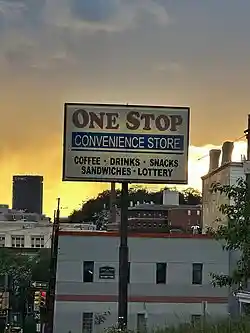 ONE STOP
CONVENIENCE STORE
COFFEE · DRINKS · SNACKS
SANDWICHES · LOTTERY